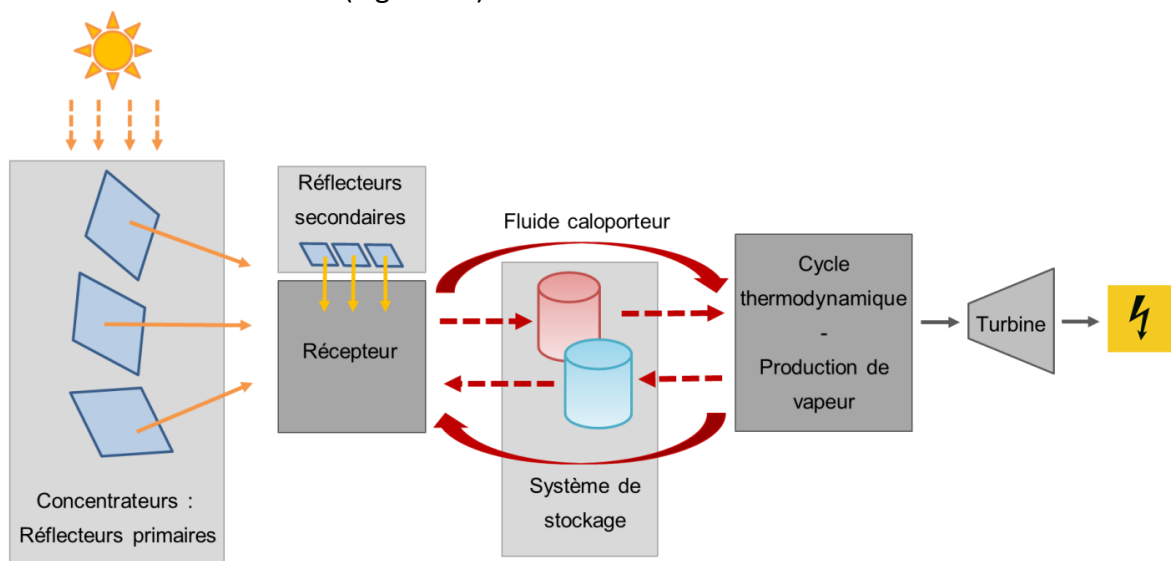 Réflecteurs
secondaires
Fluide caloporteur
Cycle
thermodynamique
-
Production de
vapeur
Turbine
Récepteur
Concentrateurs :
Réflecteurs primaires
Système de
stockage